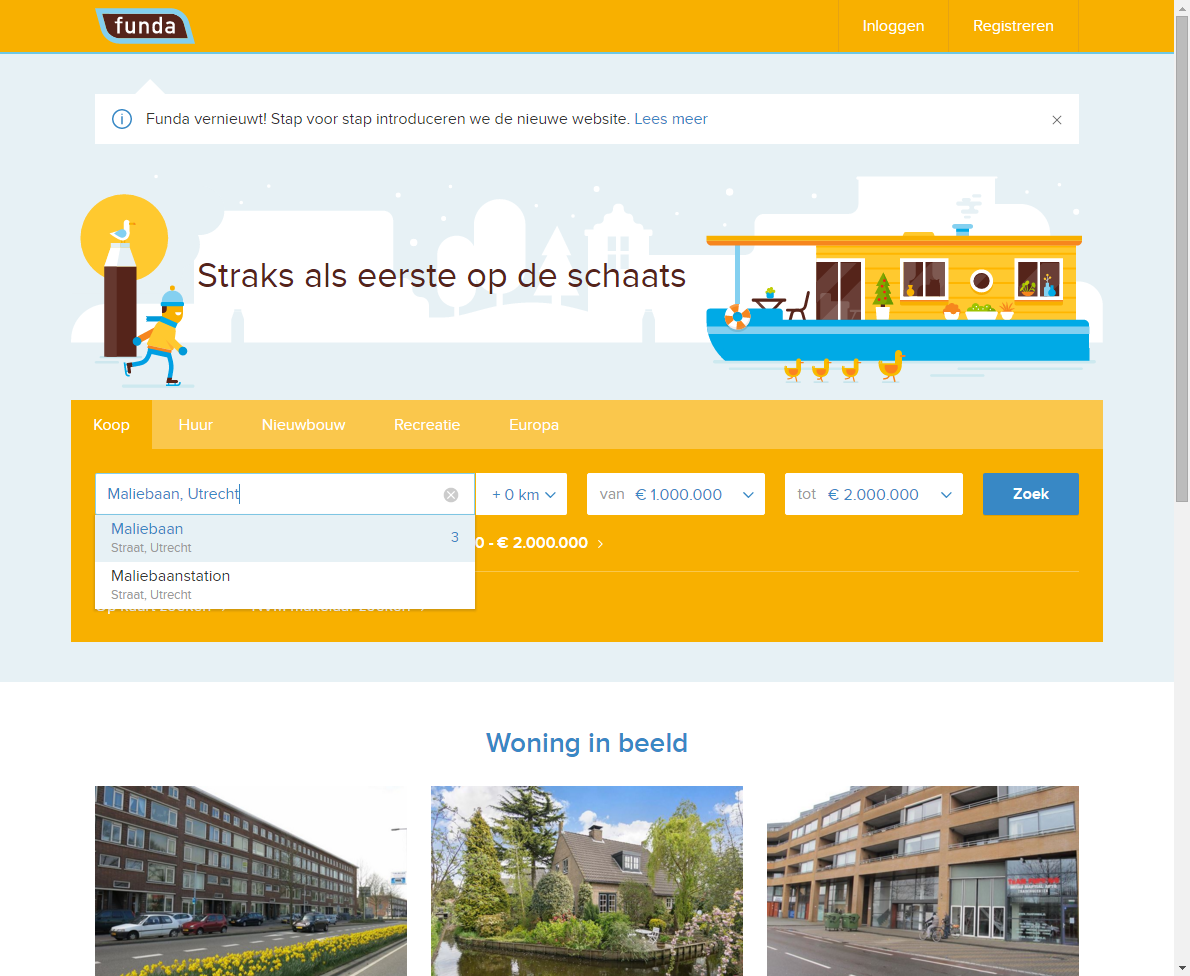 funda
Inloggen
Registreren
Funda vernieuwt! Stap voor stap introduceren we de nieuwe website. Lees meer
Straks als eerste op de schaats
Koop
Huur
Nieuwbouw
Recreatie
Europa
Maliebaan, Utrecht
+ 0 km
van € 1.000.000
tot € 2.000.000
Zoek
Maliebaan
3
Straat, Utrecht
0 - € 2.000.000
Maliebaanstation
Straat, Utrecht
Woning in beeld